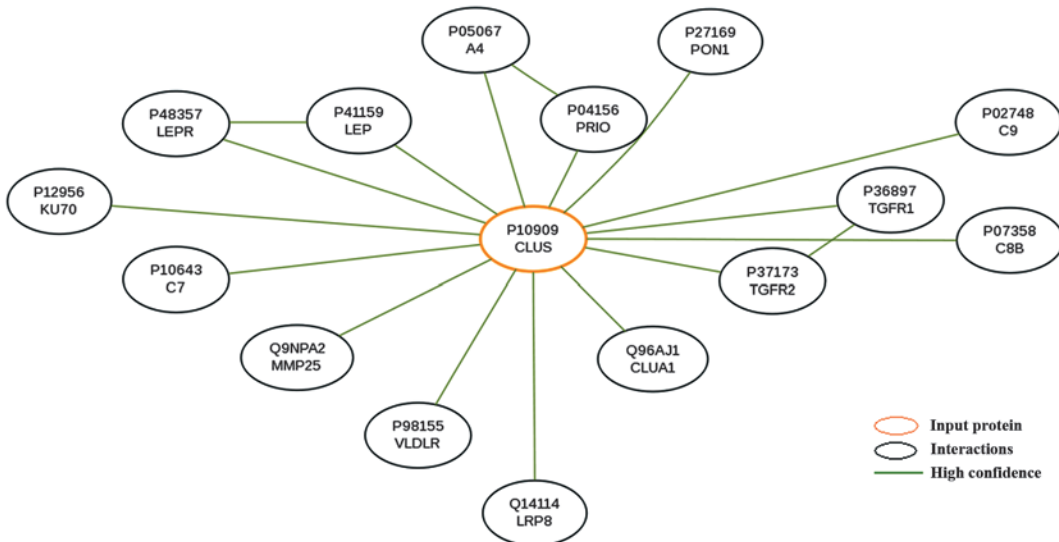 P05067
A4
P27169
PON1
P48357
LEPR
P41159
LEP
P04156
PRIO
P02748
C9
P12956
KU70
P36897
TGFR1
P10909
CLUS
P07358
C8B
P10643
C7
P37173
TGFR2
Q9NPA2
MMP25
Q96AJ1
CLUA1
P98155
VLDLR
Q14114
LRP8
Input protein
Interactions
High confidence